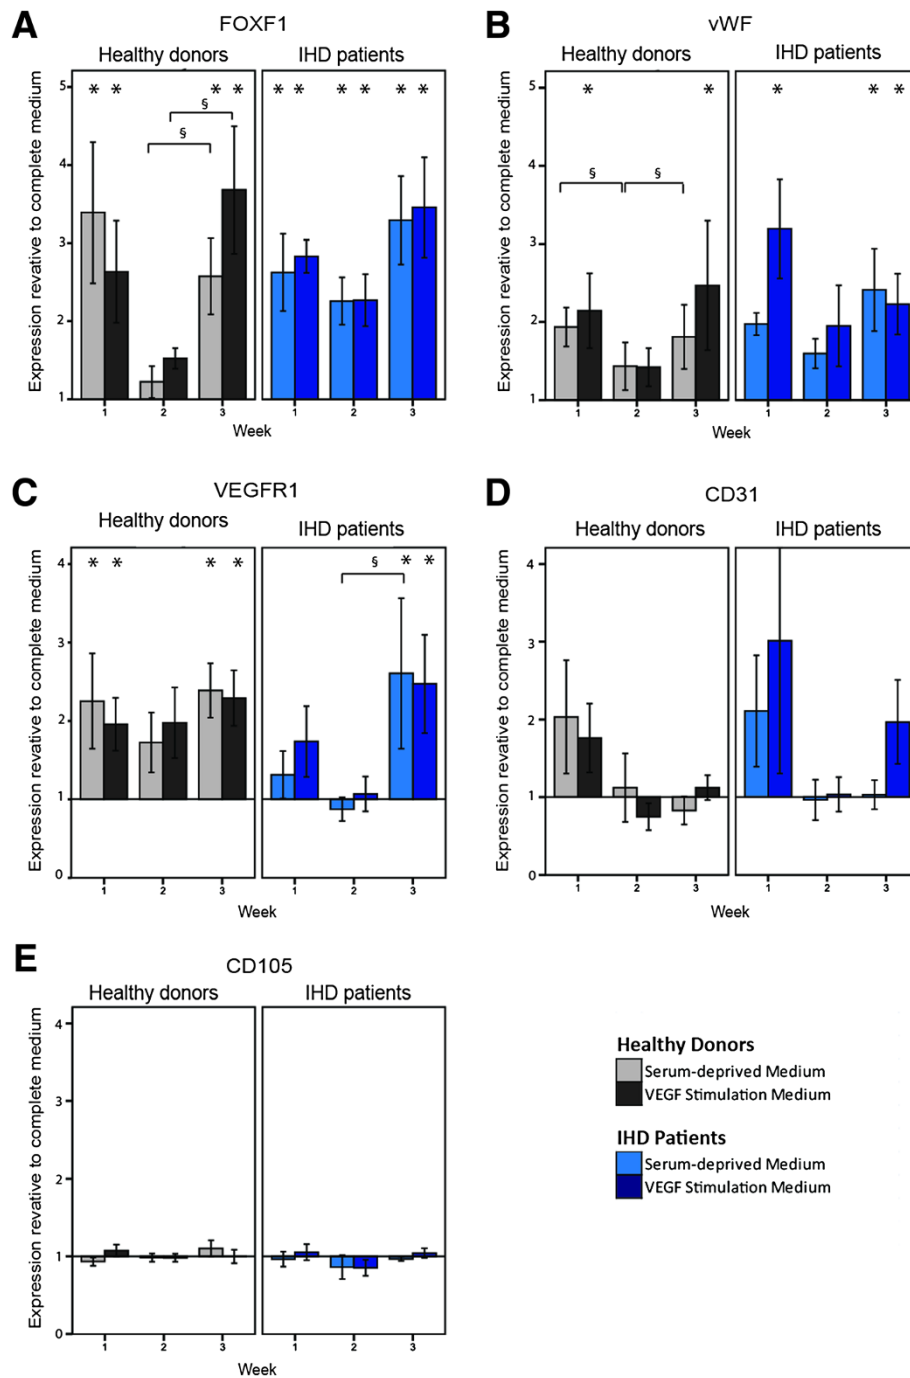 A
FOXF1
Healthy donors
IHD patients
Expression revative to complete medium
5
4
3
2
1
* *
* *
* *
* *
* *
§
§
1 2 3
1 2 3
Week
B
vWF
Healthy donors
IHD patients
Expression revative to complete medium
5
4
3
2
1
*
*
*
* *
§
§
1 2 3
1 2 3
Week
C
VEGFR1
Healthy donors
IHD patients
Expression revative to complete medium
4
3
2
1
0
* *
* *
* *
§
1 2 3
1 2 3
Week
D
CD31
Healthy donors
IHD patients
Expression revative to complete medium
4
3
2
1
0
1 2 3
1 2 3
Week
E
CD105
Healthy donors
IHD patients
Expression revative to complete medium
4
3
2
1
0
1 2 3
1 2 3
Week
Healthy Donors
Serum-deprived Medium
VEGF Stimulation Medium
IHD Patients
Serum-deprived Medium
VEGF Stimulation Medium